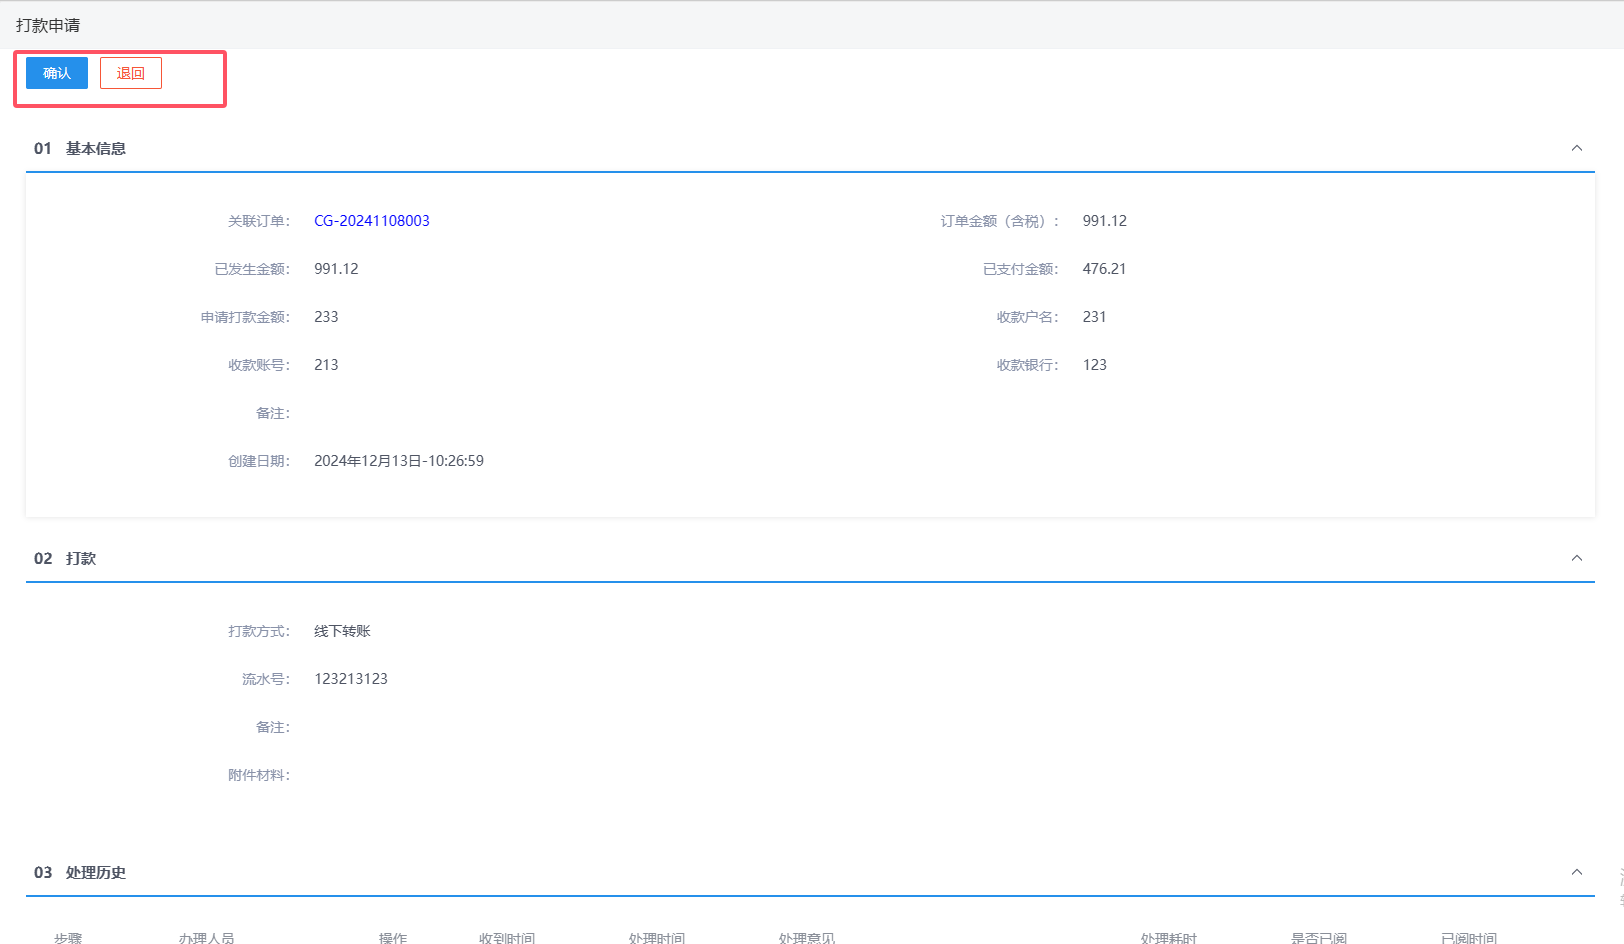 打款申请
确认 退回
01 基本信息
关联订单： CG-20241108003 订单金额（含税）： 991.12
已发生金额： 991.12 已支付金额： 476.21
申请打款金额： 233 收款户名： 231
收款账号： 213 收款银行： 123
备注：
创建日期： 2024年12月13日-10:26:59
02 打款
打款方式： 线下转账
流水号： 123213123
备注：
附件材料：
03 处理历史
步骤 办理人员 操作 收到时间 处理时间 处理意见 处理耗时 是否已阅 已阅时间